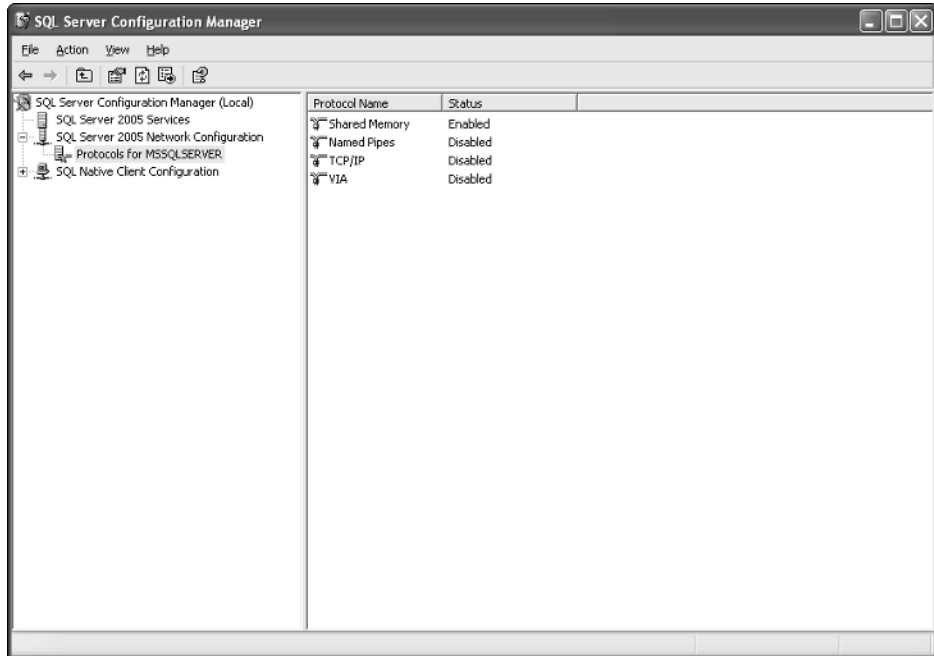 SQL Server Configuration Manager
File Action View Help
SQL Server Configuration Manager (Local)
SQL Server 2005 Services
SQL Server 2005 Network Configuration
Protocols for MSSQLSERVER
SQL Native Client Configuration
Protocol Name Status
Shared Memory Enabled
Named Pipes Disabled
TCP/IP Disabled
VIA Disabled